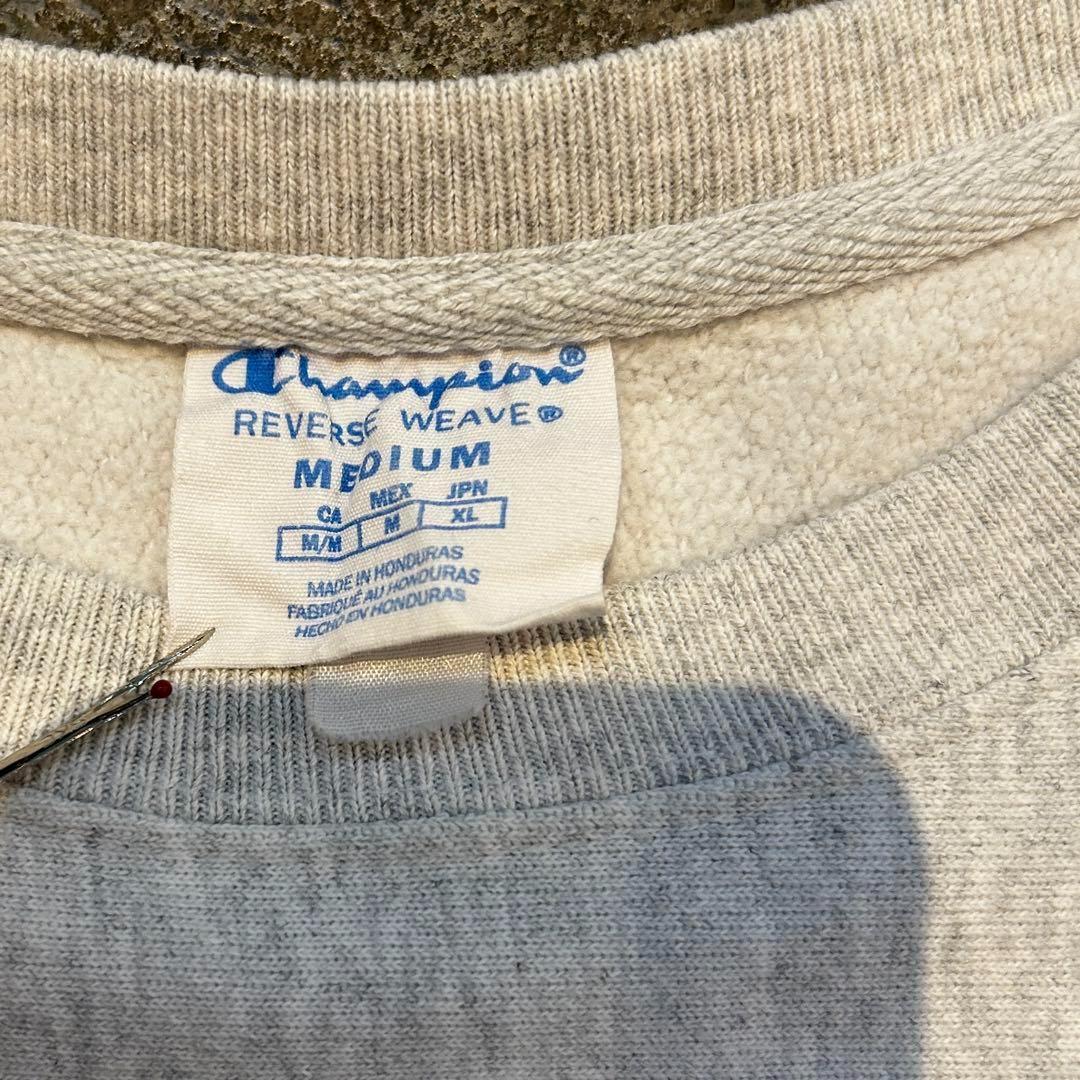 Champion®
REVERSE WEAVE®
MEDIUM
CA MEX JPN
M/M M XL
MADE IN HONDURAS
FABRIQUÉ AU HONDURAS
HECHO EN HONDURAS